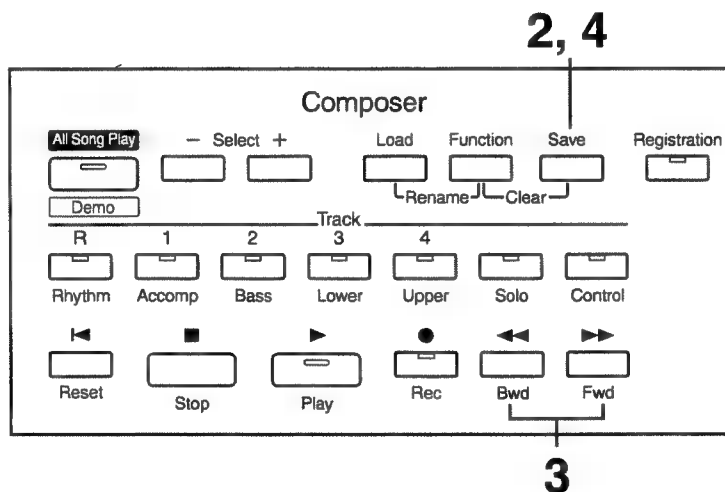 2, 4
Composer
All Song Play − Select + Load Function Save Registration
Rename Clear
Demo
Track
R 1 2 3 4
Rhythm Accomp Bass Lower Upper Solo Control
Reset Stop Play Rec Bwd Fwd
3